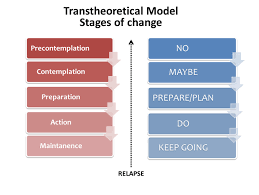 Transtheoretical Model
Stages of change
Precontemplation
NO
Contemplation
MAYBE
Preparation
PREPARE/PLAN
Action
DO
Maintanence
KEEP GOING
RELAPSE